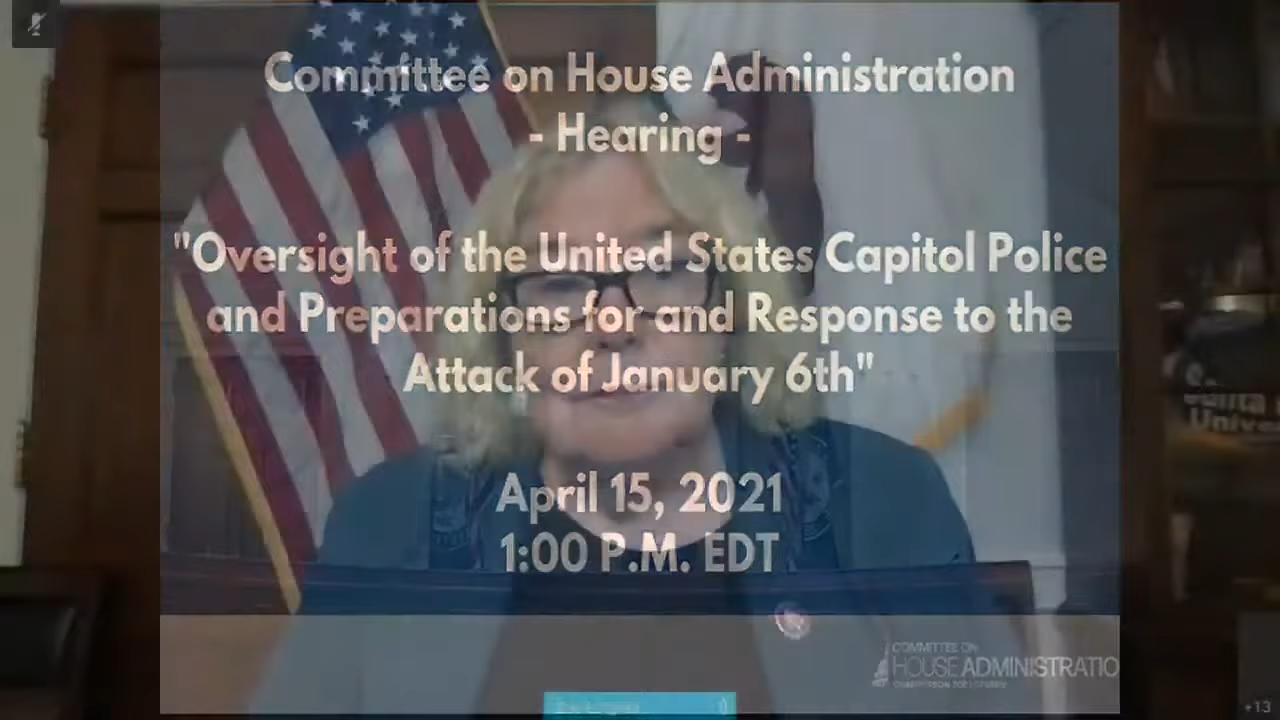 Committee on House Administration
- Hearing -
"Oversight of the United States Capitol Police
and Preparations for and Response to the
Attack of January 6th"
April 15, 2021
1:00 P.M. EDT
COMMITTEE ON
HOUSE ADMINISTRATIO
+13